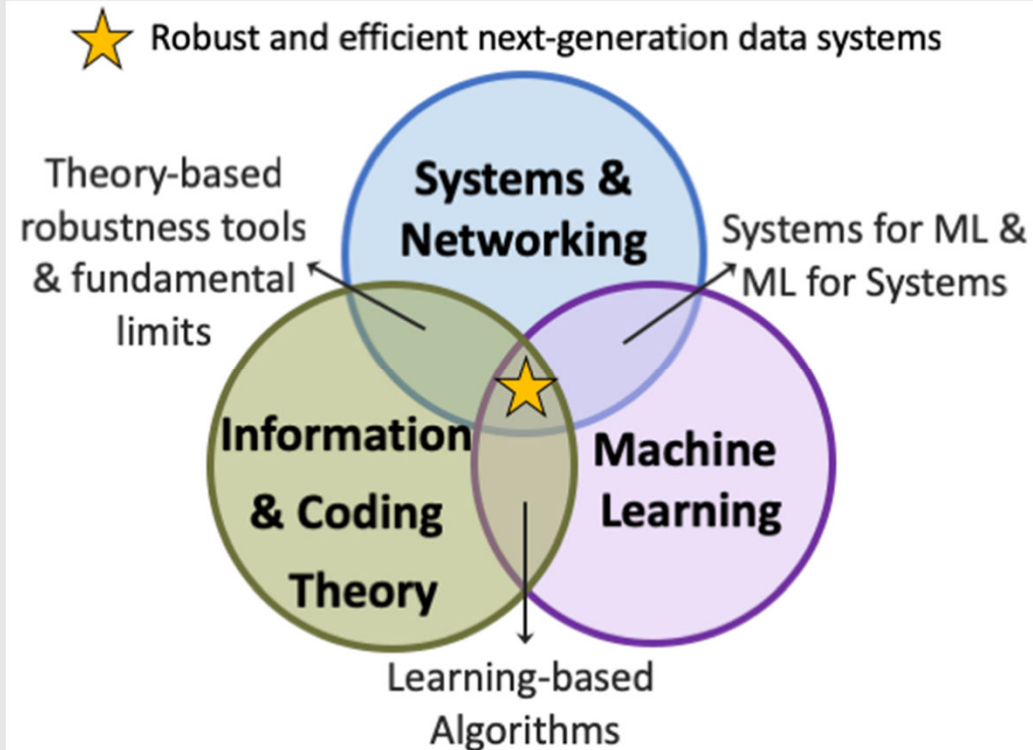 Robust and efficient next-generation data systems
Theory-based
robustness tools
& fundamental
limits
Systems &
Networking
Systems for ML &
ML for Systems
Information
& Coding
Theory
Machine
Learning
Learning-based
Algorithms